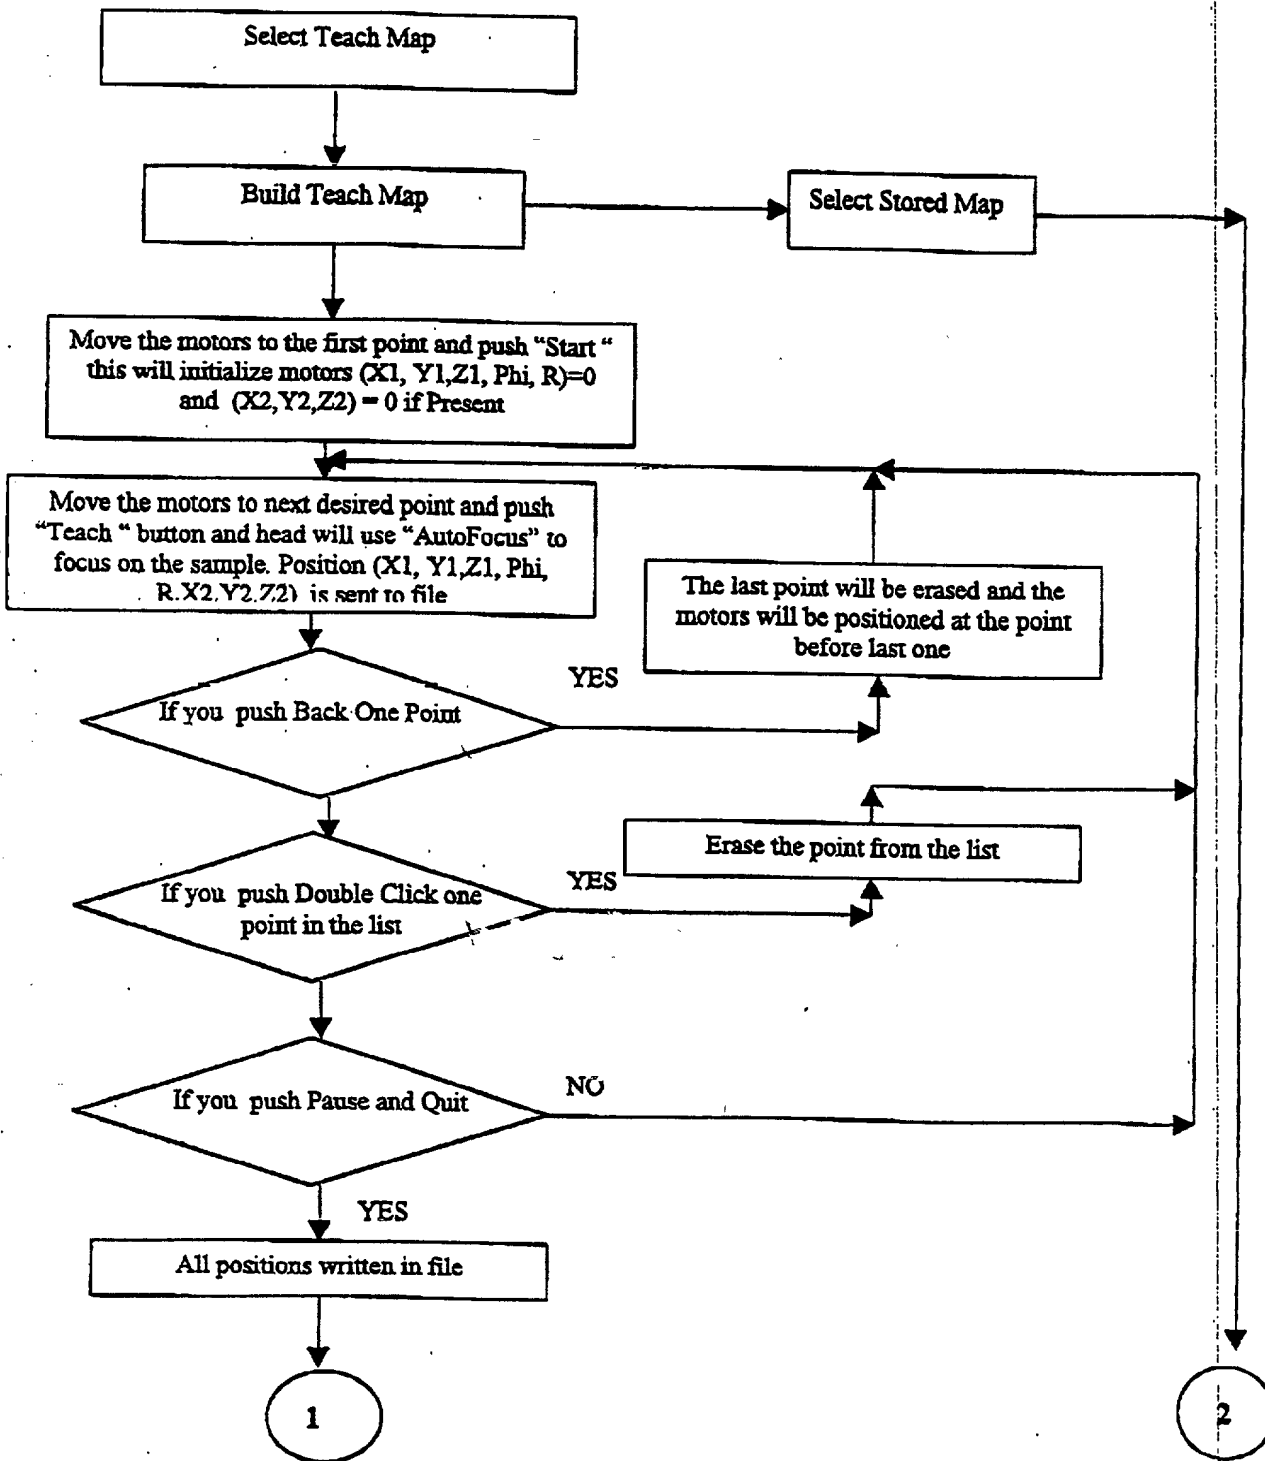 Select Teach Map
Build Teach Map
Select Stored Map
Move the motors to the first point and push “Start “
this will initialize motors (X1, Y1,Z1, Phi, R)=0
and (X2,Y2,Z2) = 0 if Present
Move the motors to next desired point and push
“Teach “ button and head will use “AutoFocus” to
focus on the sample. Position (X1, Y1,Z1, Phi,
R,X2,Y2,Z2) is sent to file
The last point will be erased and the
motors will be positioned at the point
before last one
YES
If you push Back One Point
Erase the point from the list
YES
If you push Double Click one
point in the list
NO
If you push Pause and Quit
YES
All positions written in file
1
2